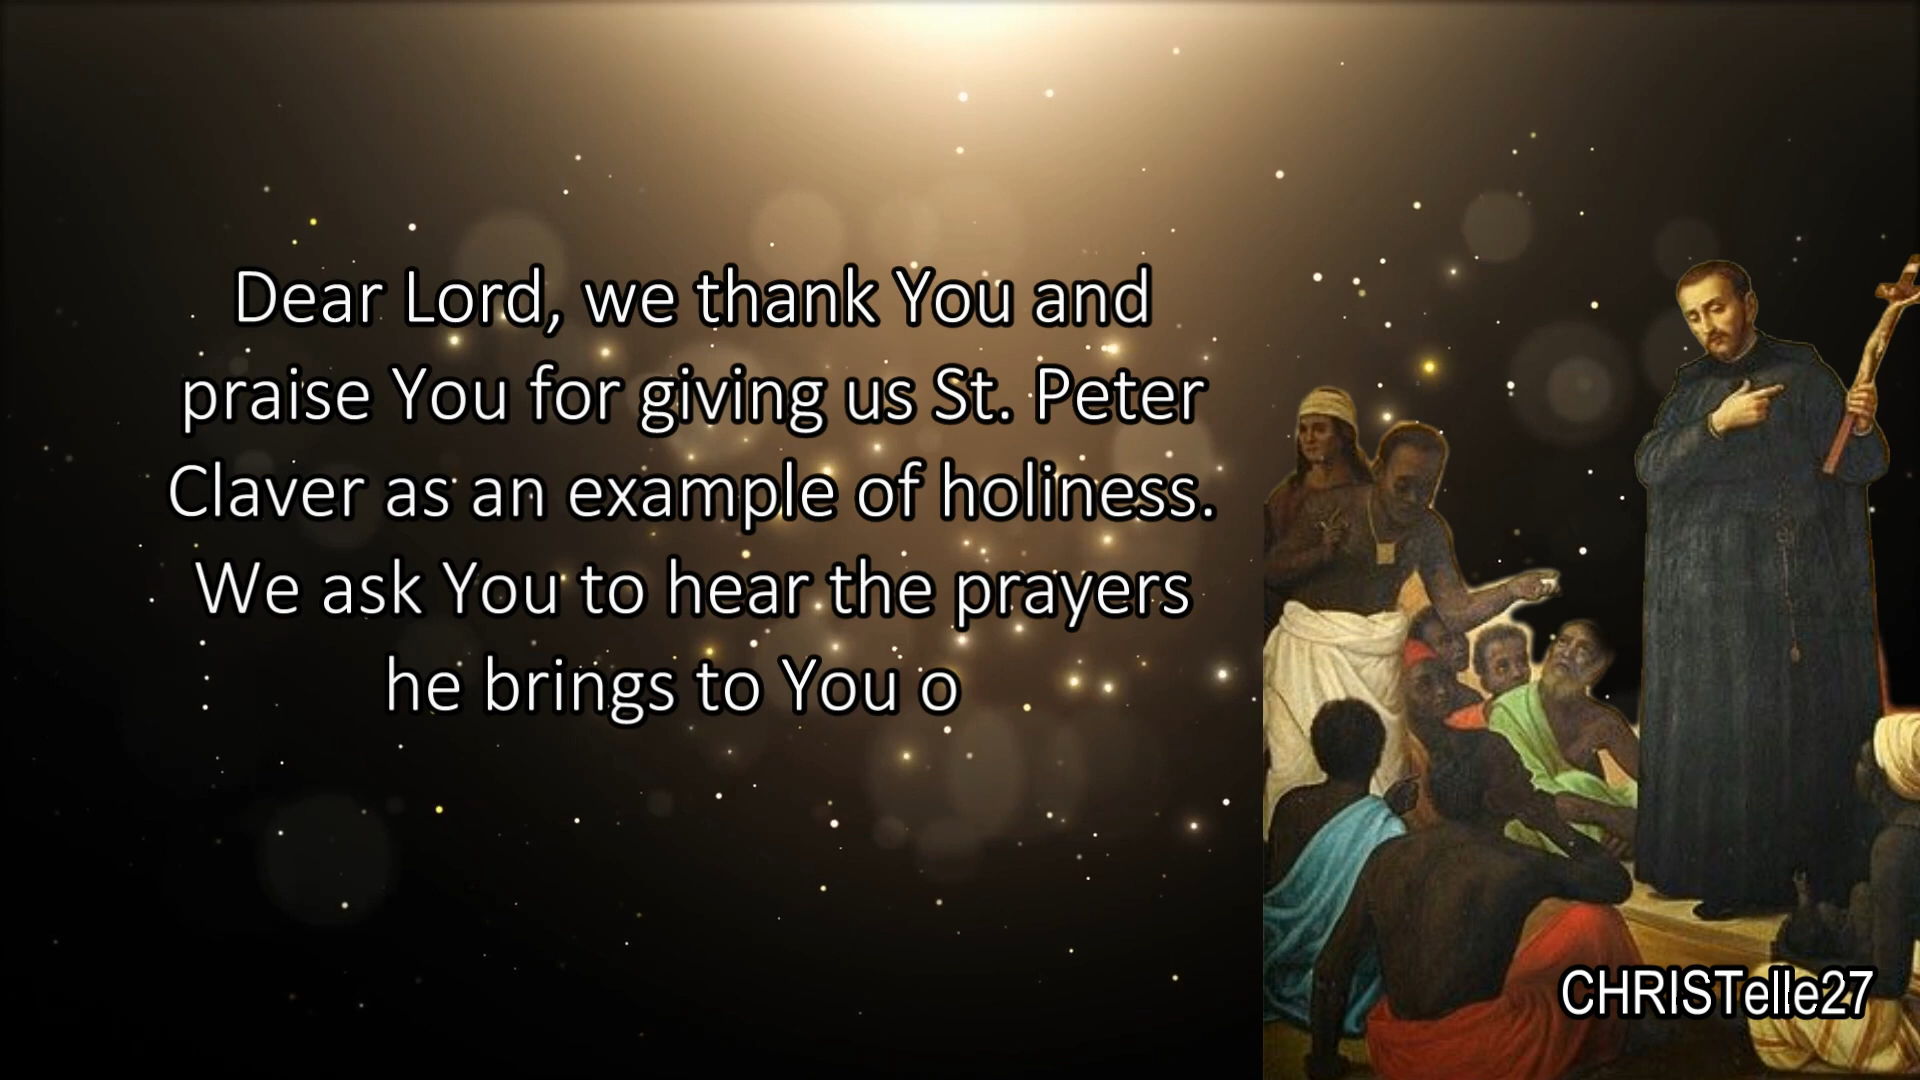 Dear Lord, we thank You and
praise You for giving us St. Peter
Claver as an example of holiness.
We ask You to hear the prayers
he brings to You o
CHRISTelle27